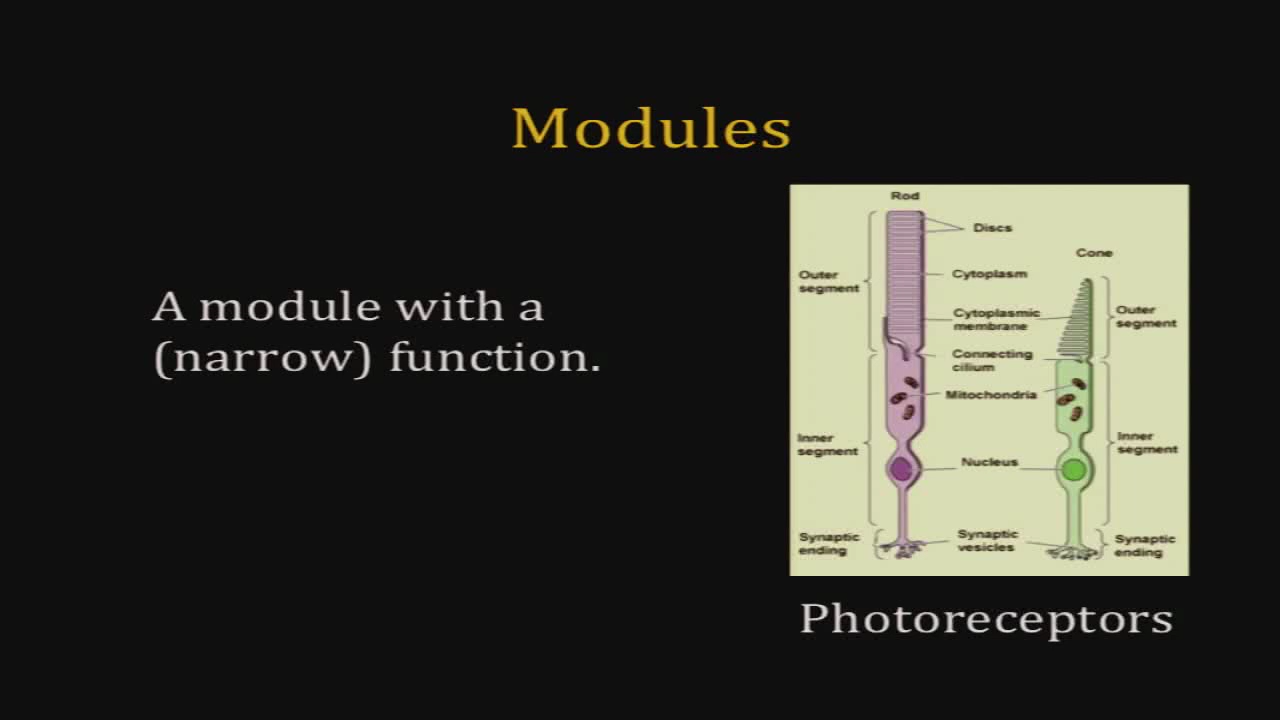 Modules
A module with a
(narrow) function.
Rod
Discs
Cone
Outer
segment
Cytoplasm
Cytoplasmic
membrane
Outer
segment
Connecting
cilium
Mitochondria
Inner
segment
Nucleus
Inner
segment
Synaptic
ending
Synaptic
vesicles
Synaptic
ending
Photoreceptors